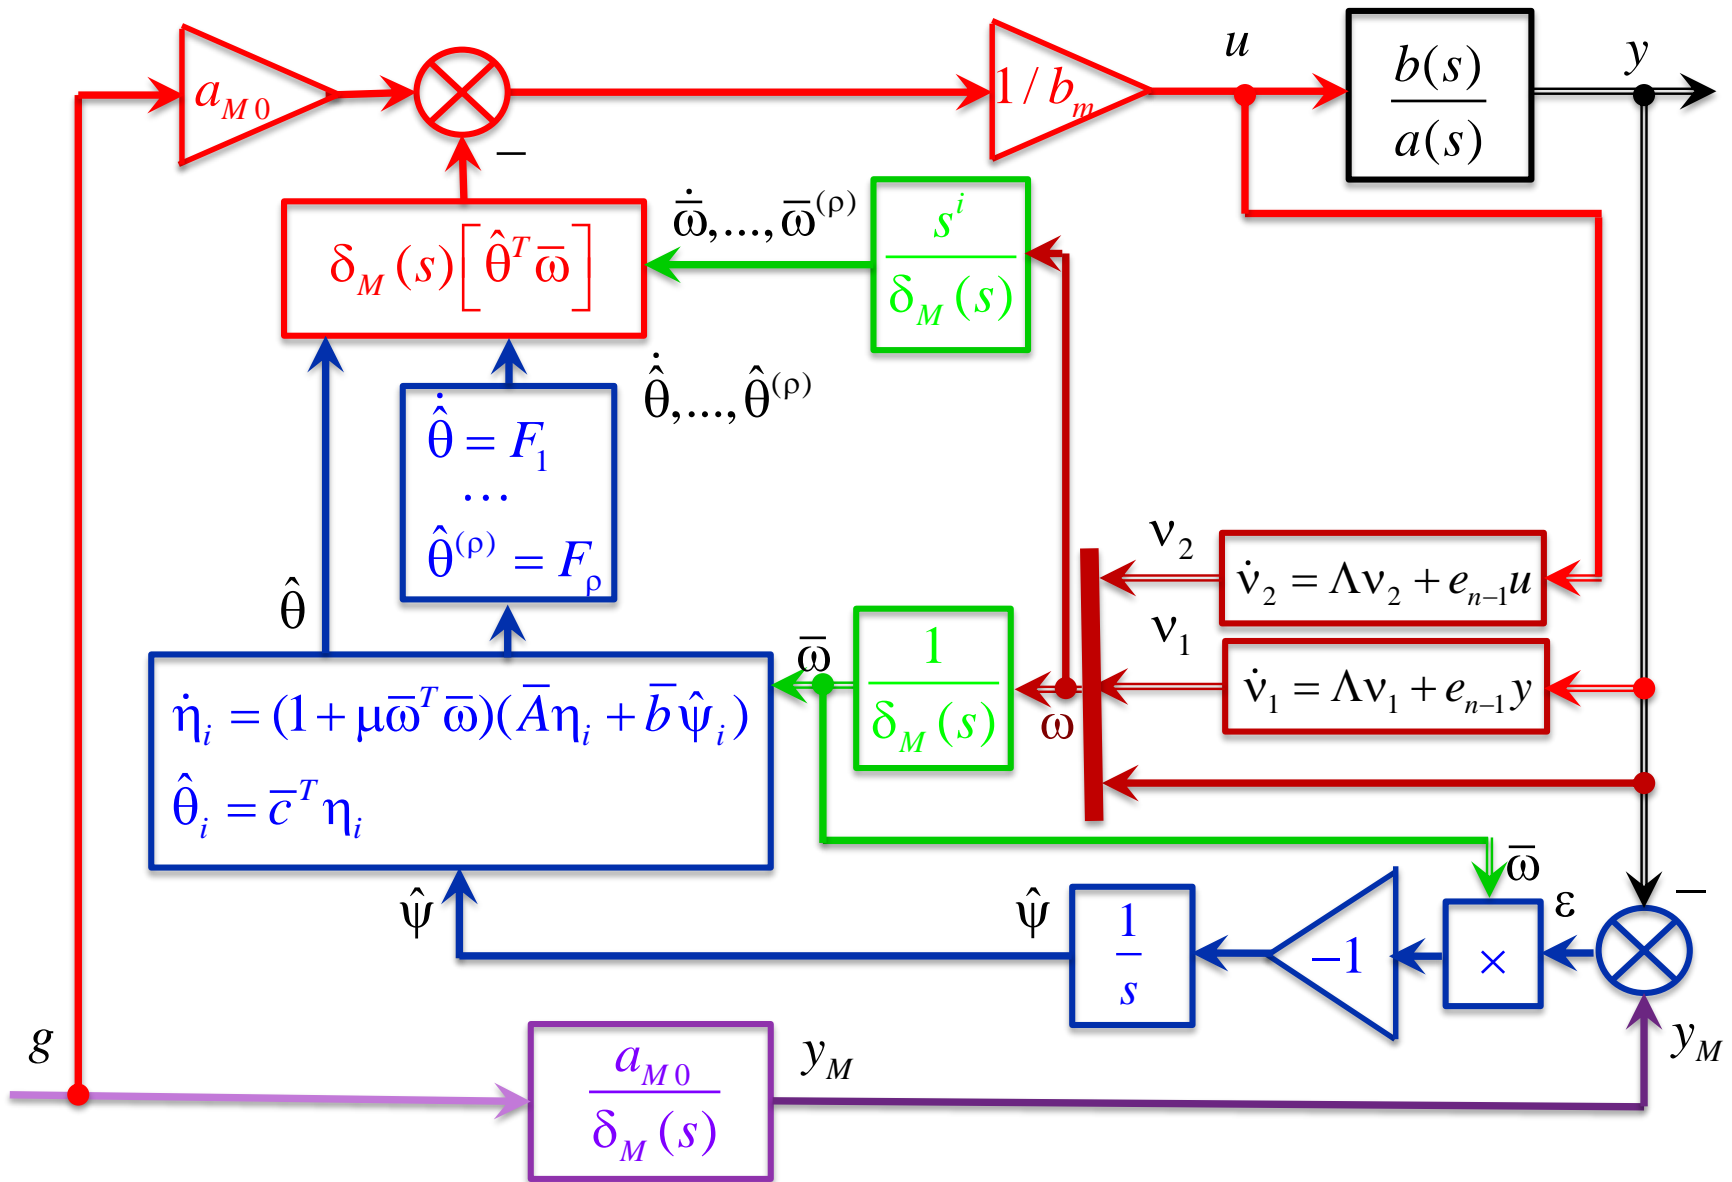 a_{M0}
−
1/b_m
u
b(s)
a(s)
y
δ_M(s)[θ̂^T ω̄]
ω̄̇,...,ω̄^{(ρ)}
s^i
δ_M(s)
θ̂̇,...,θ̂^{(ρ)}
θ̂̇ = F_1
...
θ̂^{(ρ)} = F_ρ
θ̂
ν_2
ν̇_2 = Λν_2 + e_{n−1}u
ν_1
ν̇_1 = Λν_1 + e_{n−1}y
ω
1
δ_M(s)
ω̄
η̇_i = (1+μω̄^T ω̄)(A̅η_i + b̅ψ̂_i)
θ̂_i = c̅^T η_i
ψ̂
ψ̂
1
s
−1
×
ω̄
ε
−
g
a_{M0}
δ_M(s)
y_M
y_M